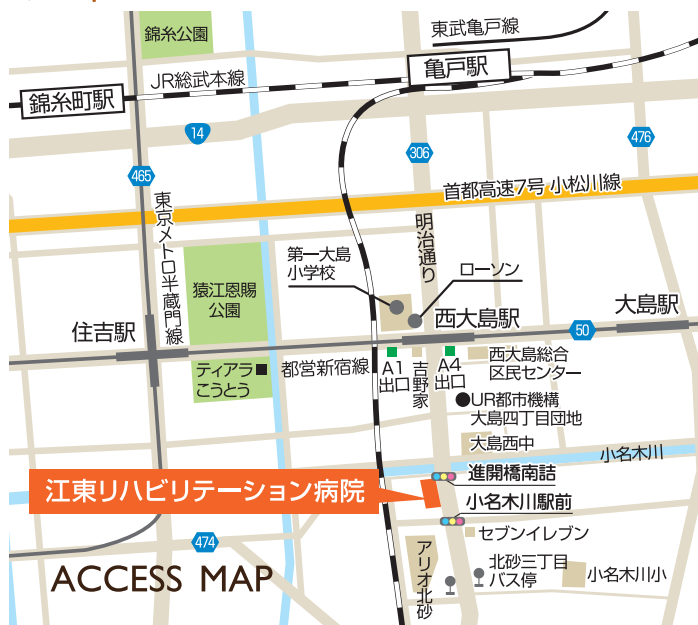 錦糸公園
東武亀戸線
亀戸駅
JR総武本線
錦糸町駅
14
306
476
465
首都高速7号 小松川線
東京メトロ半蔵門線
明治通り
第一大島
小学校
ローソン
猿江恩賜
公園
西大島駅
大島駅
住吉駅
50
ティアラ
こうとう
都営新宿線
A1
出口
吉野家
A4
出口
西大島総合
区民センター
UR都市機構
大島四丁目団地
大島西中
小名木川
進開橋南詰
江東リハビリテーション病院
小名木川駅前
セブンイレブン
474
アリオ北砂
北砂三丁目
バス停
小名木川小
ACCESS MAP